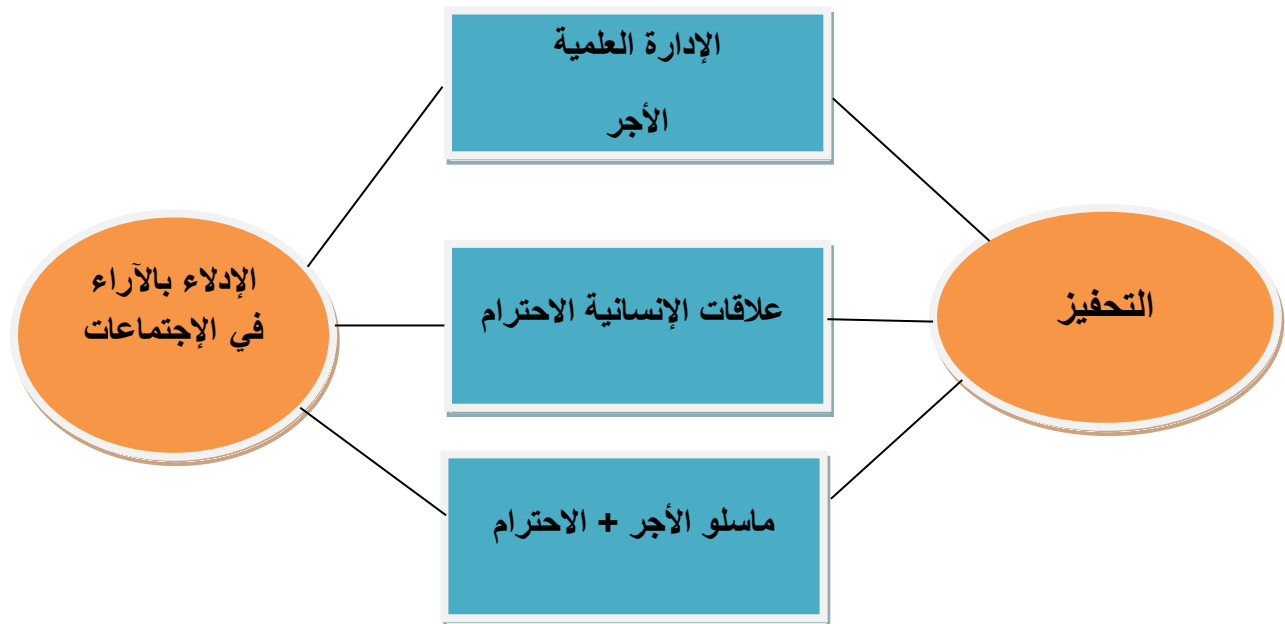 الإدارة العلمية
الأجر
التحفيز
علاقات الإنسانية الاحترام
الإدلاء بالآراء
في الإجتماعات
ماسلو الأجر + الاحترام